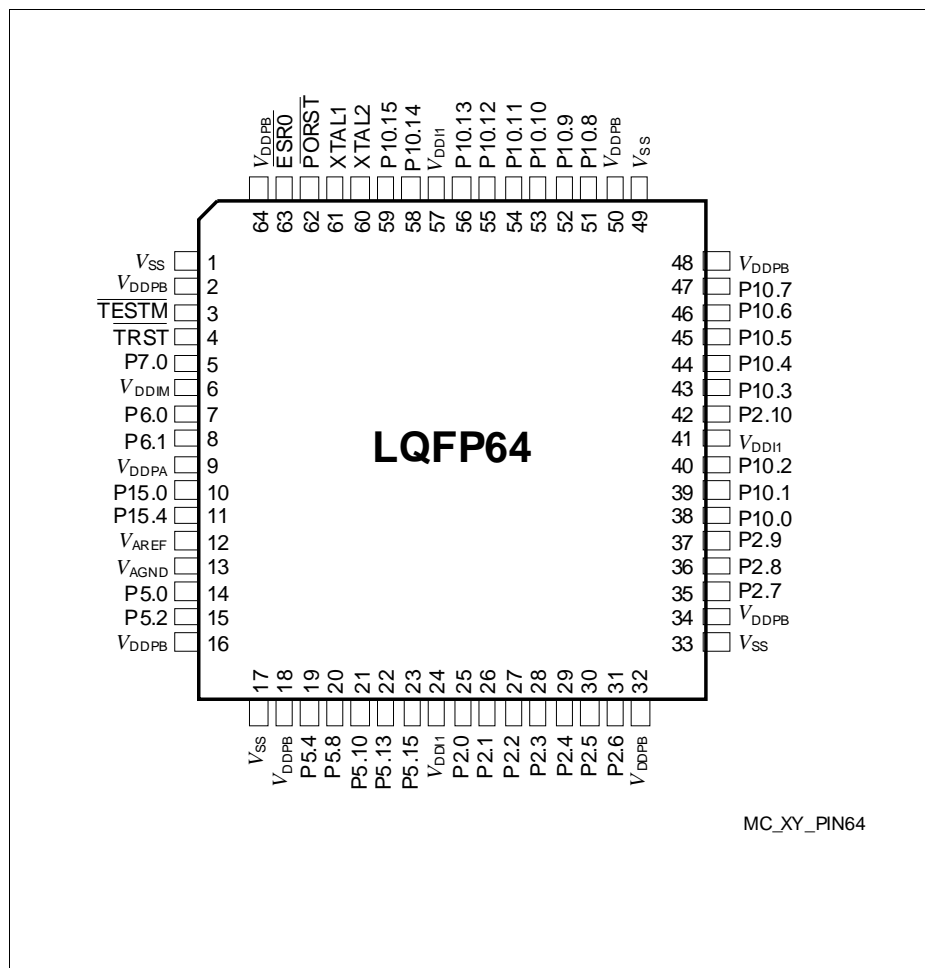 VDDPB
ESR0
PORST
XTAL1
XTAL2
P10.15
P10.14
VDDI1
P10.13
P10.12
P10.11
P10.10
P10.9
P10.8
VDDPB
VSS
64
63
62
61
60
59
58
57
56
55
54
53
52
51
50
49
VSS 1
VDDPB 2
TESTM 3
TRST 4
P7.0 5
VDDIM 6
P6.0 7
P6.1 8
VDDPA 9
P15.0 10
P15.4 11
VAREF 12
VAGND 13
P5.0 14
P5.2 15
VDDPB 16
LQFP64
48 VDDPB
47 P10.7
46 P10.6
45 P10.5
44 P10.4
43 P10.3
42 P2.10
41 VDDI1
40 P10.2
39 P10.1
38 P10.0
37 P2.9
36 P2.8
35 P2.7
34 VDDPB
33 VSS
17
18
19
20
21
22
23
24
25
26
27
28
29
30
31
32
VSS
VDDPB
P5.4
P5.8
P5.10
P5.13
P5.15
VDDI1
P2.0
P2.1
P2.2
P2.3
P2.4
P2.5
P2.6
VDDPB
MC_XY_PIN64